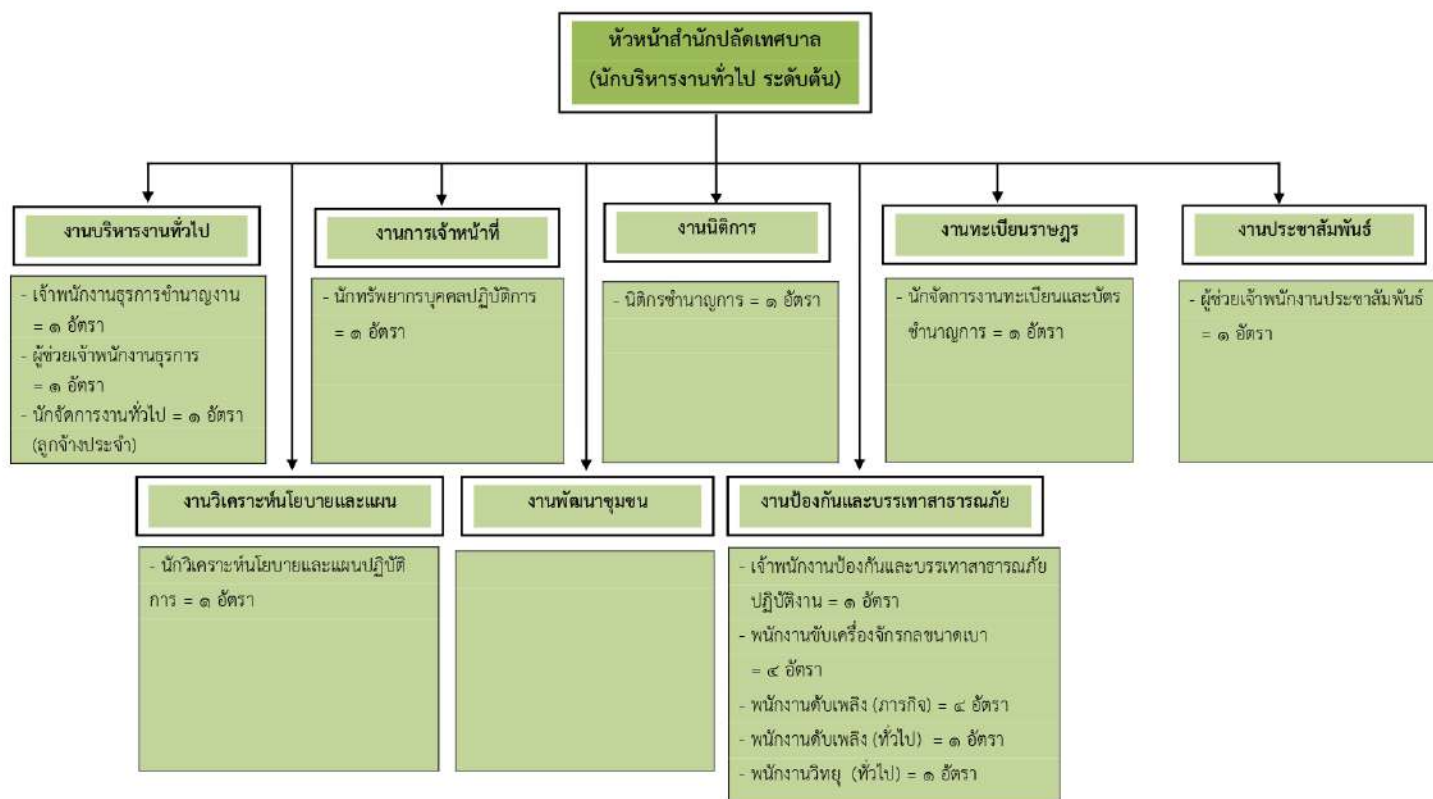 หัวหน้าสำนักปลัดเทศบาล
(นักบริหารงานทั่วไป ระดับต้น)
งานบริหารงานทั่วไป
- เจ้าพนักงานธุรการชำนาญงาน
= ๑ อัตรา
- ผู้ช่วยเจ้าพนักงานธุรการ
= ๑ อัตรา
- นักจัดการงานทั่วไป = ๑ อัตรา
(ลูกจ้างประจำ)
งานการเจ้าหน้าที่
- นักทรัพยากรบุคคลปฏิบัติการ
= ๑ อัตรา
งานนิติการ
- นิติกรชำนาญการ = ๑ อัตรา
งานทะเบียนราษฎร
- นักจัดการงานทะเบียนและบัตร
ชำนาญการ = ๑ อัตรา
งานประชาสัมพันธ์
- ผู้ช่วยเจ้าพนักงานประชาสัมพันธ์
= ๑ อัตรา
งานวิเคราะห์นโยบายและแผน
- นักวิเคราะห์นโยบายและแผนปฏิบัติ
การ = ๑ อัตรา
งานพัฒนาชุมชน
งานป้องกันและบรรเทาสาธารณภัย
- เจ้าพนักงานป้องกันและบรรเทาสาธารณภัย
ปฏิบัติงาน = ๑ อัตรา
- พนักงานขับเครื่องจักรกลขนาดเบา
= ๔ อัตรา
- พนักงานดับเพลิง (ภารกิจ) = ๔ อัตรา
- พนักงานดับเพลิง (ทั่วไป) = ๑ อัตรา
- พนักงานวิทยุ (ทั่วไป) = ๑ อัตรา